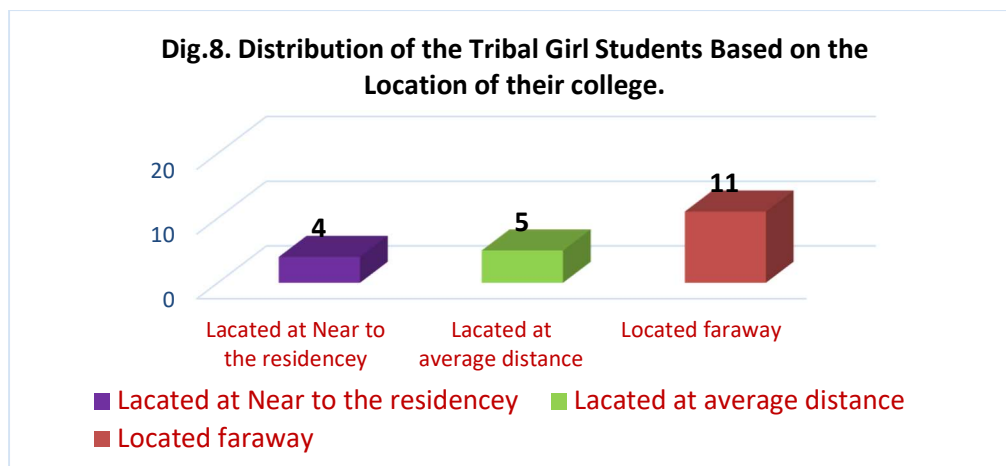 Dig.8. Distribution of the Tribal Girl Students Based on the
Location of their college.
20
10
0
4
5
11
Lacated at Near to
the residencey
Lacated at
average distance
Located faraway
Lacated at Near to the residencey
Lacated at average distance
Located faraway